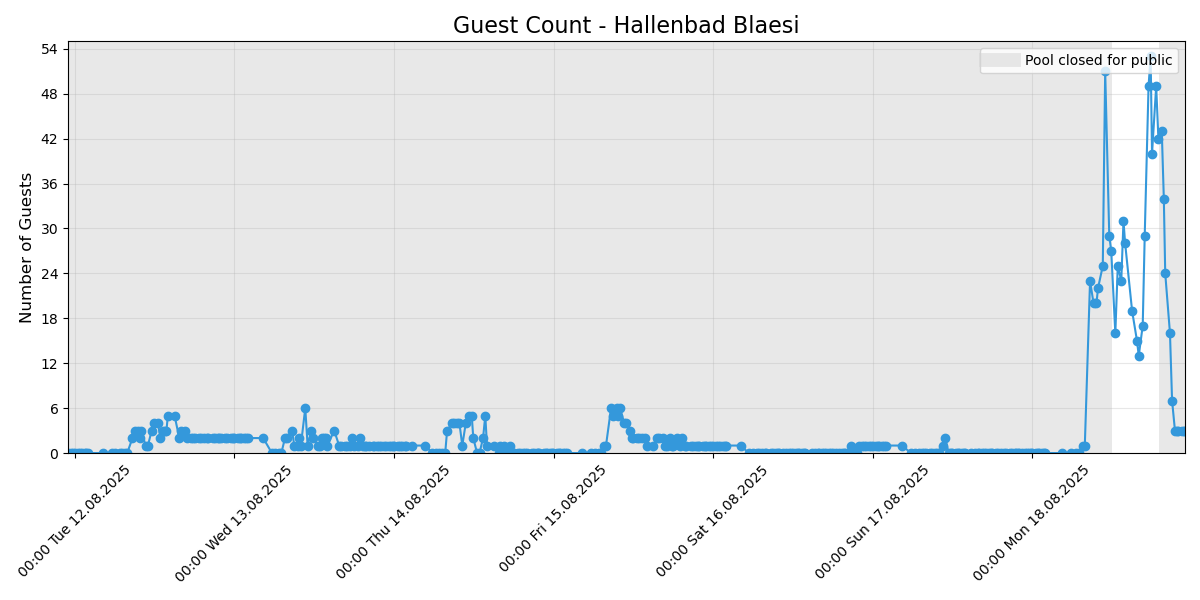 Guest Count - Hallenbad Blaesi
Pool closed for public
Number of Guests
54
48
42
36
30
24
18
12
6
0
00:00 Tue 12.08.2025
00:00 Wed 13.08.2025
00:00 Thu 14.08.2025
00:00 Fri 15.08.2025
00:00 Sat 16.08.2025
00:00 Sun 17.08.2025
00:00 Mon 18.08.2025